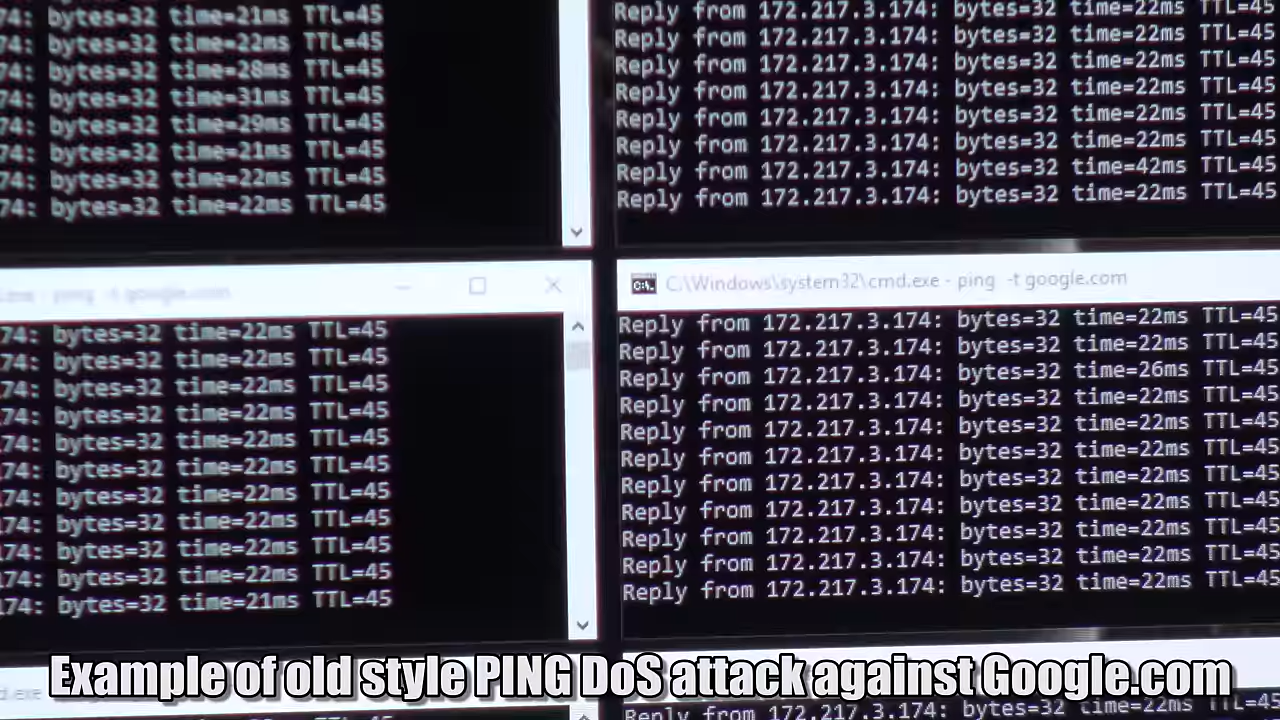 74: bytes=32 time=21ms TTL=45
74: bytes=32 time=22ms TTL=45
74: bytes=32 time=28ms TTL=45
74: bytes=32 time=31ms TTL=45
74: bytes=32 time=29ms TTL=45
74: bytes=32 time=21ms TTL=45
74: bytes=32 time=22ms TTL=45
74: bytes=32 time=22ms TTL=45
Reply from 172.217.3.174: bytes=32 time=22ms TTL=45
Reply from 172.217.3.174: bytes=32 time=22ms TTL=45
Reply from 172.217.3.174: bytes=32 time=22ms TTL=45
Reply from 172.217.3.174: bytes=32 time=22ms TTL=45
Reply from 172.217.3.174: bytes=32 time=22ms TTL=45
Reply from 172.217.3.174: bytes=32 time=22ms TTL=45
Reply from 172.217.3.174: bytes=32 time=42ms TTL=45
Reply from 172.217.3.174: bytes=32 time=22ms TTL=45
- ping -t google.com
74: bytes=32 time=22ms TTL=45
74: bytes=32 time=22ms TTL=45
74: bytes=32 time=22ms TTL=45
74: bytes=32 time=22ms TTL=45
74: bytes=32 time=22ms TTL=45
74: bytes=32 time=22ms TTL=45
74: bytes=32 time=22ms TTL=45
74: bytes=32 time=22ms TTL=45
174: bytes=32 time=22ms TTL=45
174: bytes=32 time=22ms TTL=45
174: bytes=32 time=21ms TTL=45
C:\Windows\system32\cmd.exe - ping -t google.com
Reply from 172.217.3.174: bytes=32 time=22ms TTL=45
Reply from 172.217.3.174: bytes=32 time=22ms TTL=45
Reply from 172.217.3.174: bytes=32 time=26ms TTL=45
Reply from 172.217.3.174: bytes=32 time=22ms TTL=45
Reply from 172.217.3.174: bytes=32 time=22ms TTL=45
Reply from 172.217.3.174: bytes=32 time=22ms TTL=45
Reply from 172.217.3.174: bytes=32 time=22ms TTL=45
Reply from 172.217.3.174: bytes=32 time=22ms TTL=45
Reply from 172.217.3.174: bytes=32 time=22ms TTL=45
Reply from 172.217.3.174: bytes=32 time=22ms TTL=45
Reply from 172.217.3.174: bytes=32 time=22ms TTL=45
Example of old style PING DoS attack against Google.com
Reply from 172.217.3.174: bytes=32 time=22ms TTL=45